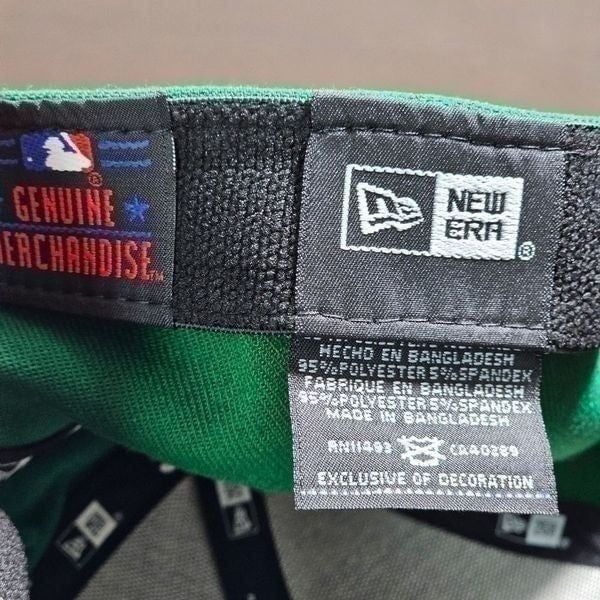 GENUINE
MERCHANDISE™
®
NEW
ERA®
HECHO EN BANGLADESH
95%POLYESTER 5%SPANDEX
FABRIQUE EN BANGLADESH
95%POLYESTER 5%SPANDEX
MADE IN BANGLADESH
RN11493 CA40289
EXCLUSIVE OF DECORATION